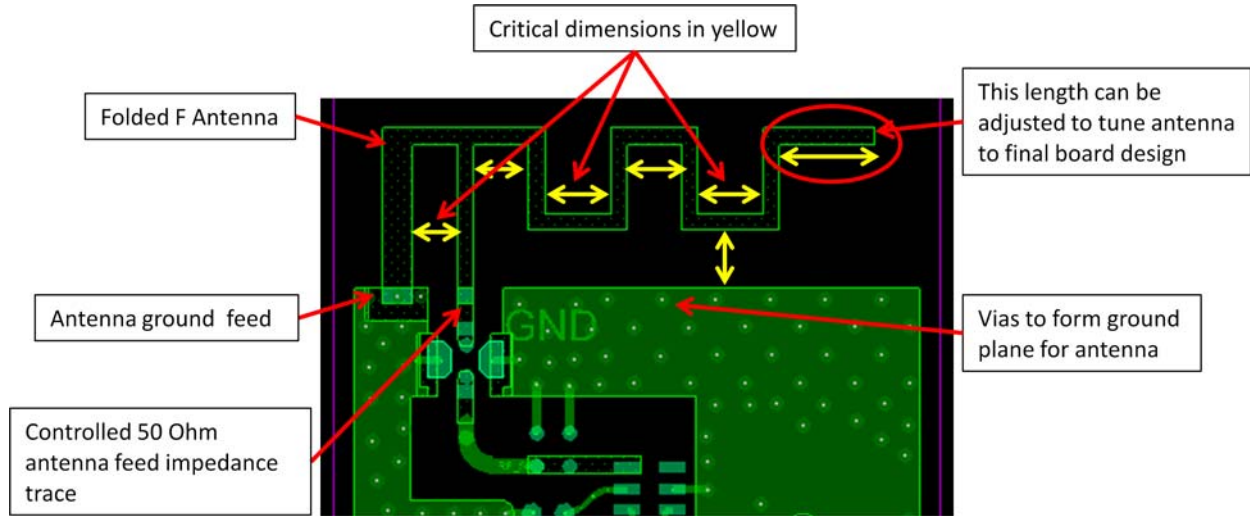 Critical dimensions in yellow
Folded F Antenna
This length can be
adjusted to tune antenna
to final board design
Antenna ground  feed
GND
Vias to form ground
plane for antenna
Controlled 50 Ohm
antenna feed impedance
trace